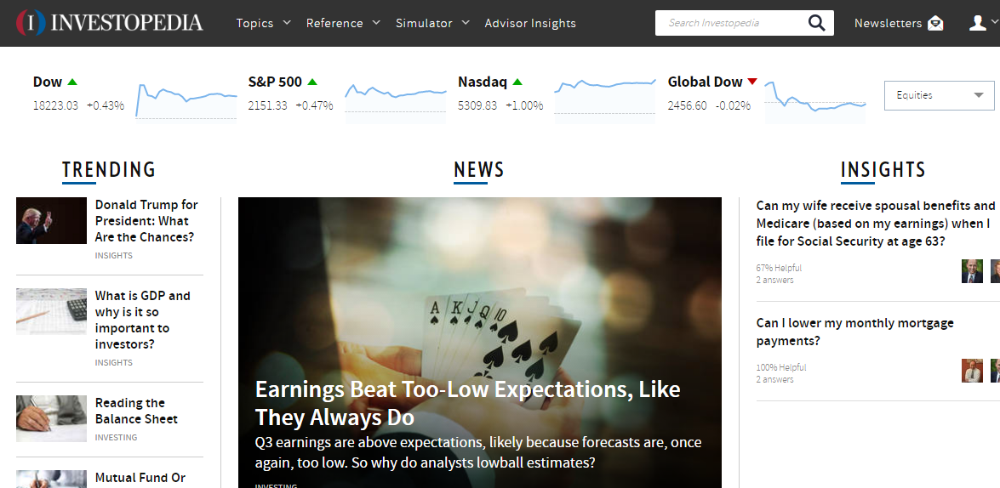 (I) INVESTOPEDIA
Topics
Reference
Simulator
Advisor Insights
Search Investopedia
Newsletters
Dow
18223.03 +0.43%
S&P 500
2151.33 +0.47%
Nasdaq
5309.83 +1.00%
Global Dow
2456.60 -0.02%
Equities
TRENDING
Donald Trump for
President: What
Are the Chances?
INSIGHTS
What is GDP and
why is it so
important to
investors?
INSIGHTS
Reading the
Balance Sheet
INVESTING
Mutual Fund Or
NEWS
A K J Q 10
Earnings Beat Too-Low Expectations, Like
They Always Do
Q3 earnings are above expectations, likely because forecasts are, once
again, too low. So why do analysts lowball estimates?
INVESTING
INSIGHTS
Can my wife receive spousal benefits and
Medicare (based on my earnings) when I
file for Social Security at age 63?
67% Helpful
2 answers
Can I lower my monthly mortgage
payments?
100% Helpful
2 answers